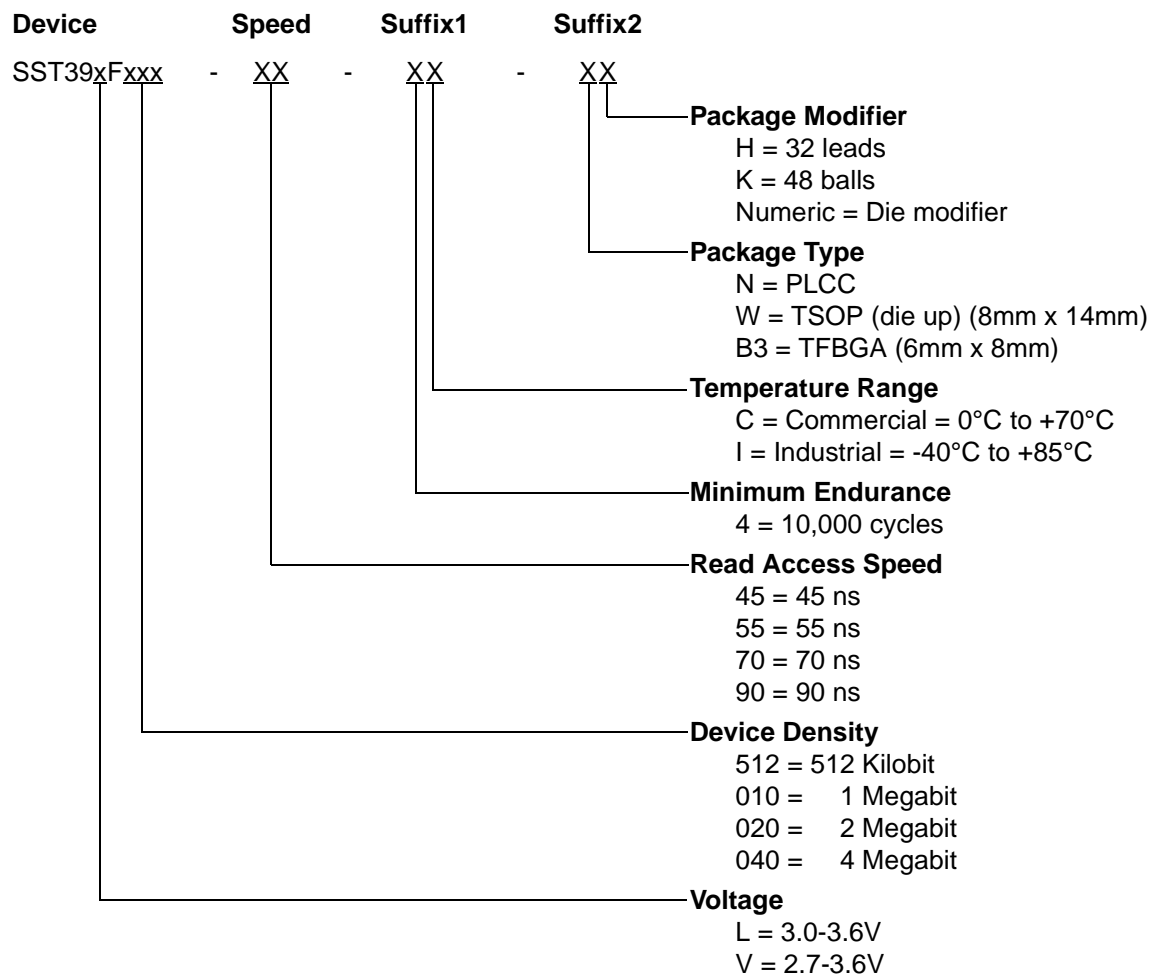 Device Speed Suffix1 Suffix2
SST39xFxxx - XX - XX - XX
Package Modifier
H = 32 leads
K = 48 balls
Numeric = Die modifier
Package Type
N = PLCC
W = TSOP (die up) (8mm x 14mm)
B3 = TFBGA (6mm x 8mm)
Temperature Range
C = Commercial = 0°C to +70°C
I = Industrial = -40°C to +85°C
Minimum Endurance
4 = 10,000 cycles
Read Access Speed
45 = 45 ns
55 = 55 ns
70 = 70 ns
90 = 90 ns
Device Density
512 = 512 Kilobit
010 = 1 Megabit
020 = 2 Megabit
040 = 4 Megabit
Voltage
L = 3.0-3.6V
V = 2.7-3.6V